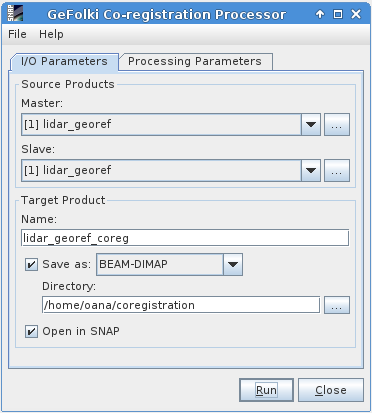 SNAP
GeFolki Co-registration Processor
File Help
I/O Parameters Processing Parameters
Source Products
Master:
[1] lidar_georef ...
Slave:
[1] lidar_georef ...
Target Product
Name:
lidar_georef_coreg
Save as: BEAM-DIMAP
Directory:
/home/oana/coregistration ...
Open in SNAP
Run Close